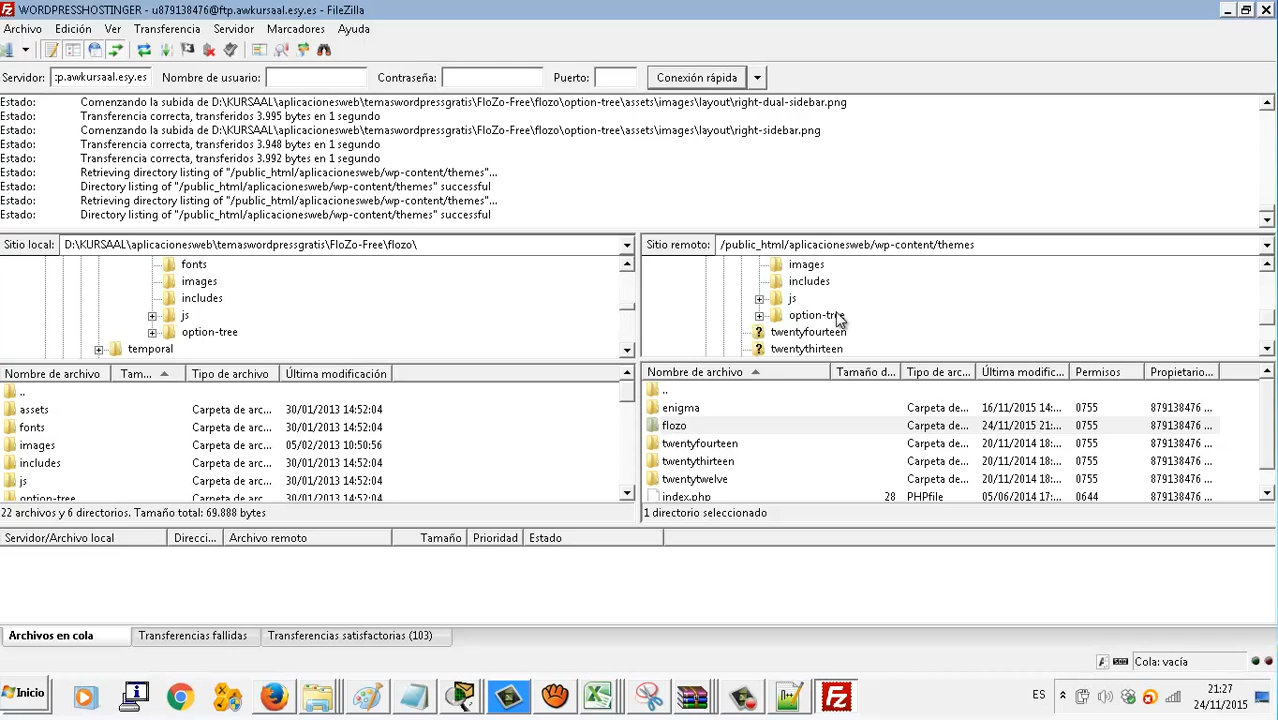 WORDPRESSHOSTINGER - u879138476@ftp.awkursaal.esy.es - FileZilla
Archivo Edición Ver Transferencia Servidor Marcadores Ayuda
Servidor: :p.awkursaal.esy.es Nombre de usuario: Contraseña: Puerto: Conexión rápida
Estado: Comenzando la subida de D:\KURSAAL\aplicacionesweb\temaswordpressgratis\FloZo-Free\flozo\option-tree\assets\images\layout\right-dual-sidebar.png
Estado: Transferencia correcta, transferidos 3.995 bytes en 1 segundo
Estado: Comenzando la subida de D:\KURSAAL\aplicacionesweb\temaswordpressgratis\FloZo-Free\flozo\option-tree\assets\images\layout\right-sidebar.png
Estado: Transferencia correcta, transferidos 3.948 bytes en 1 segundo
Estado: Transferencia correcta, transferidos 3.992 bytes en 1 segundo
Estado: Retrieving directory listing of "/public_html/aplicacionesweb/wp-content/themes"...
Estado: Directory listing of "/public_html/aplicacionesweb/wp-content/themes" successful
Estado: Retrieving directory listing of "/public_html/aplicacionesweb/wp-content/themes"...
Estado: Directory listing of "/public_html/aplicacionesweb/wp-content/themes" successful
Sitio local: D:\KURSAAL\aplicacionesweb\temaswordpressgratis\FloZo-Free\flozo\
fonts
images
includes
js
option-tree
temporal
Nombre de archivo Tam... Tipo de archivo Última modificación
..
assets Carpeta de arc... 30/01/2013 14:52:04
fonts Carpeta de arc... 30/01/2013 14:52:04
images Carpeta de arc... 05/02/2013 10:50:56
includes Carpeta de arc... 30/01/2013 14:52:04
js Carpeta de arc... 30/01/2013 14:52:04
option-tree Carpeta de arc... 30/01/2013 14:52:04
22 archivos y 6 directorios. Tamaño total: 69.888 bytes
Sitio remoto: /public_html/aplicacionesweb/wp-content/themes
images
includes
js
option-tree
twentyfourteen
twentythirteen
Nombre de archivo Tamaño d... Tipo de arc... Última modific... Permisos Propietario...
..
enigma Carpeta de... 16/11/2015 14:... 0755 879138476 ...
flozo Carpeta de... 24/11/2015 21:... 0755 879138476 ...
twentyfourteen Carpeta de... 20/11/2014 18:... 0755 879138476 ...
twentythirteen Carpeta de... 20/11/2014 18:... 0755 879138476 ...
twentytwelve Carpeta de... 20/11/2014 18:... 0755 879138476 ...
index.php 28 PHPfile 05/06/2014 17:... 0644 879138476 ...
1 directorio seleccionado
Servidor/Archivo local Direcci... Archivo remoto Tamaño Prioridad Estado
Archivos en cola Transferencias fallidas Transferencias satisfactorias (103)
Cola: vacía
Inicio
ES
21:27
24/11/2015